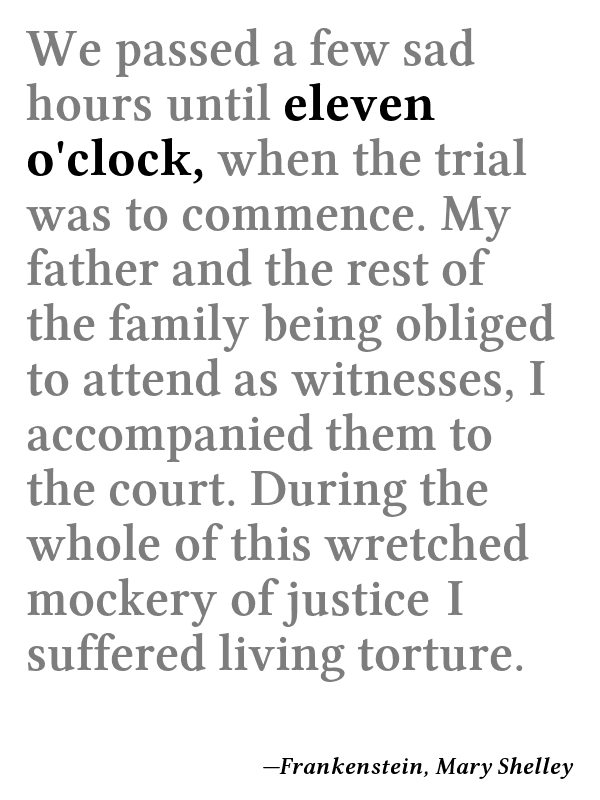 We passed a few sad
hours until eleven
o'clock, when the trial
was to commence. My
father and the rest of
the family being obliged
to attend as witnesses, I
accompanied them to
the court. During the
whole of this wretched
mockery of justice I
suffered living torture.
—Frankenstein, Mary Shelley